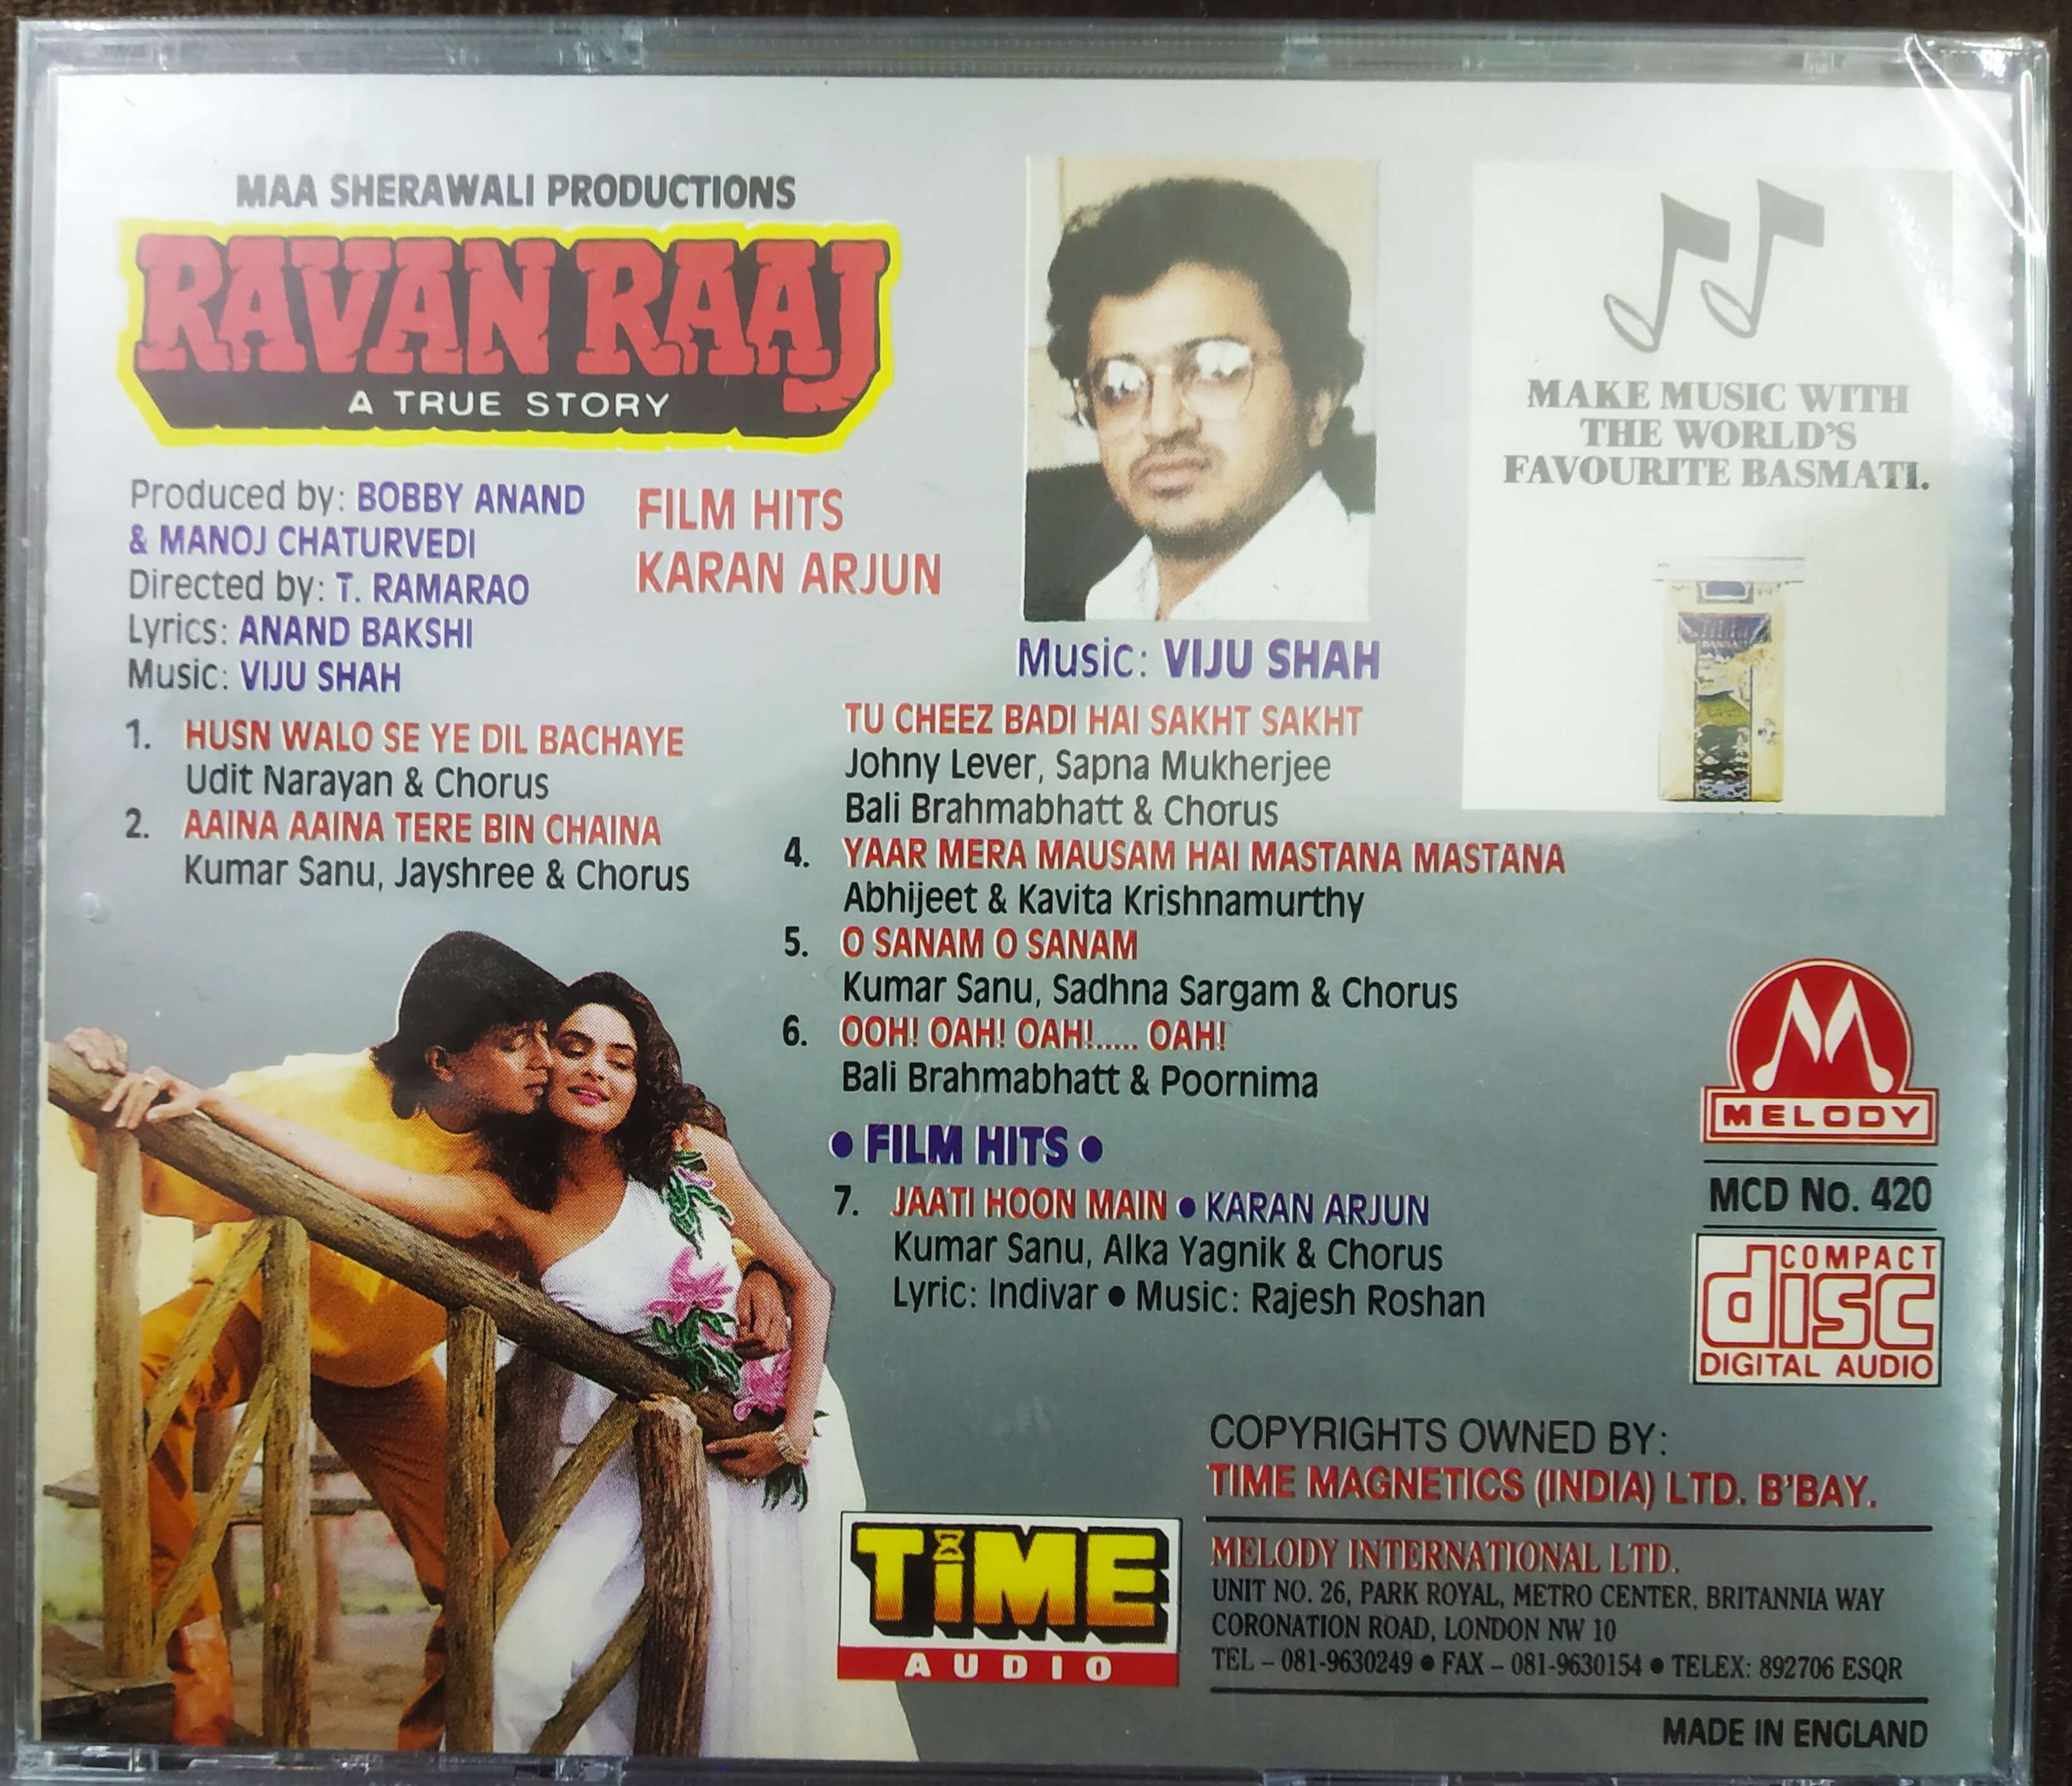 MAA SHERAWALI PRODUCTIONS
RAVAN RAAJ
A TRUE STORY
Produced by: BOBBY ANAND
& MANOJ CHATURVEDI
Directed by: T. RAMARAO
Lyrics: ANAND BAKSHI
Music: VIJU SHAH
FILM HITS
KARAN ARJUN
Music: VIJU SHAH
MAKE MUSIC WITH
THE WORLD'S
FAVOURITE BASMATI.
1. HUSN WALO SE YE DIL BACHAYE
Udit Narayan & Chorus
2. AAINA AAINA TERE BIN CHAINA
Kumar Sanu, Jayshree & Chorus
TU CHEEZ BADI HAI SAKHT SAKHT
Johny Lever, Sapna Mukherjee
Bali Brahmabhatt & Chorus
4. YAAR MERA MAUSAM HAI MASTANA MASTANA
Abhijeet & Kavita Krishnamurthy
5. O SANAM O SANAM
Kumar Sanu, Sadhna Sargam & Chorus
6. OOH! OAH! OAH!..... OAH!
Bali Brahmabhatt & Poornima
• FILM HITS •
7. JAATI HOON MAIN • KARAN ARJUN
Kumar Sanu, Alka Yagnik & Chorus
Lyric: Indivar • Music: Rajesh Roshan
MELODY
MCD No. 420
COMPACT
disc
DIGITAL AUDIO
TiME
AUDIO
COPYRIGHTS OWNED BY:
TIME MAGNETICS (INDIA) LTD. B'BAY.
MELODY INTERNATIONAL LTD.
UNIT NO. 26, PARK ROYAL, METRO CENTER, BRITANNIA WAY
CORONATION ROAD, LONDON NW 10
TEL – 081-9630249 • FAX – 081-9630154 • TELEX: 892706 ESQR
MADE IN ENGLAND